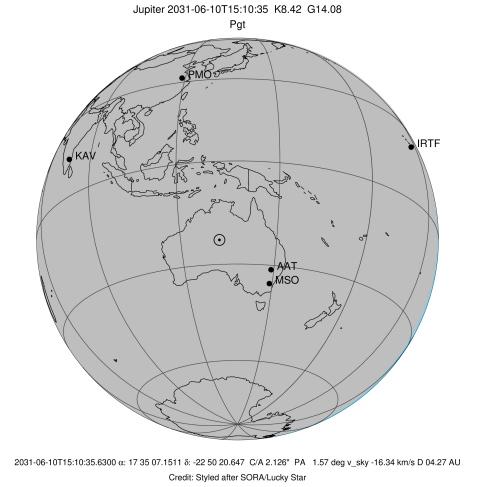 Jupiter 2031-06-10T15:10:35 K8.42 G14.08
Pgt
PMO
IRTF
KAV
AAT
MSO
2031-06-10T15:10:35.6300 α: 17 35 07.1511 δ: -22 50 20.647 C/A 2.126" PA 1.57 deg v_sky -16.34 km/s D 04.27 AU
Credit: Styled after SORA/Lucky Star